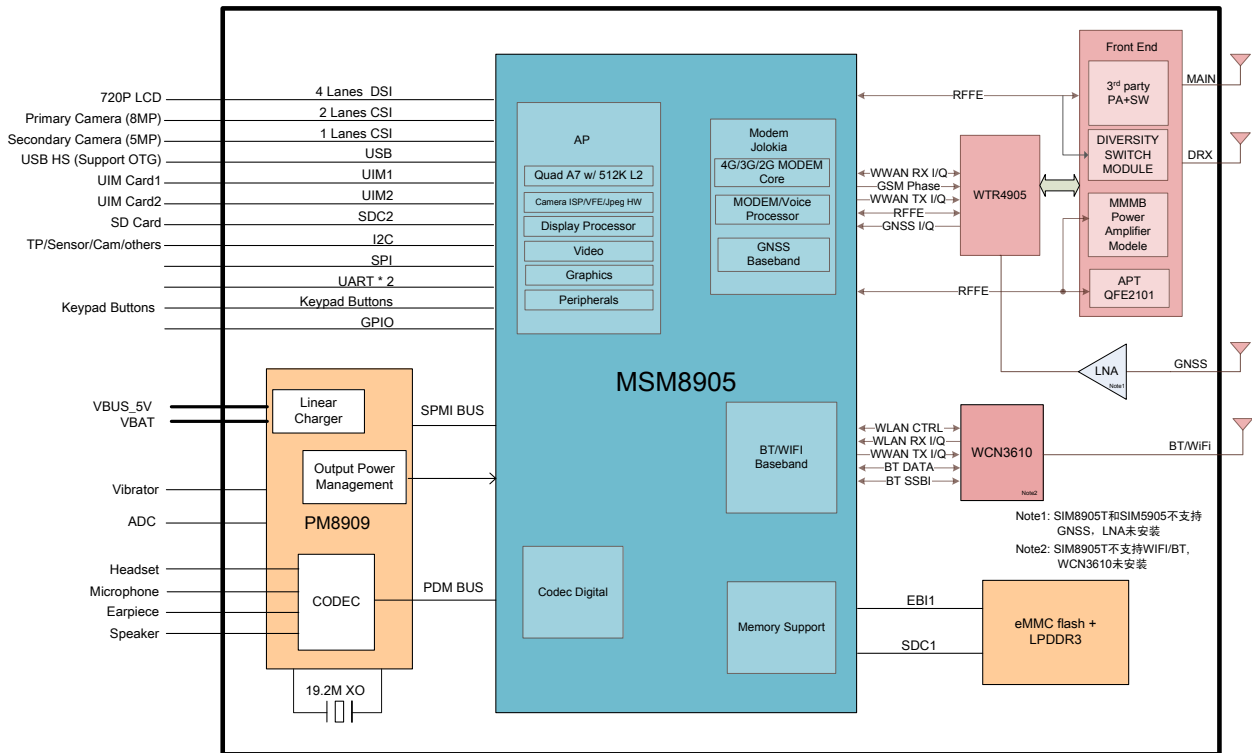 720P LCD
4 Lanes DSI
Primary Camera (8MP)
2 Lanes CSI
Secondary Camera (5MP)
1 Lanes CSI
USB HS (Support OTG)
USB
UIM Card1
UIM1
UIM Card2
UIM2
SD Card
SDC2
TP/Sensor/Cam/others
I2C
SPI
UART * 2
Keypad Buttons
Keypad Buttons
GPIO
VBUS_5V
VBAT
Linear
Charger
SPMI BUS
Output Power
Management
Vibrator
ADC
PM8909
Headset
Microphone
Earpiece
Speaker
CODEC
PDM BUS
19.2M XO
MSM8905
AP
Quad A7 w/ 512K L2
Camera ISP/VFE/Jpeg HW
Display Processor
Video
Graphics
Peripherals
Modem
Jolokia
4G/3G/2G MODEM
Core
MODEM/Voice
Processor
GNSS
Baseband
BT/WIFI
Baseband
Codec Digital
Memory Support
RFFE
WWAN RX I/Q
GSM Phase
WWAN TX I/Q
RFFE
GNSS I/Q
RFFE
WTR4905
Front End
3rd party
PA+SW
DIVERSITY
SWITCH
MODULE
MMMB
Power
Amplifier
Modele
APT
QFE2101
MAIN
DRX
LNA
Note1
GNSS
WLAN CTRL
WLAN RX I/Q
WWAN TX I/Q
BT DATA
BT SSBI
WCN3610
Note2
BT/WiFi
Note1: SIM8905T和SIM5905不支持
GNSS，LNA未安装
Note2: SIM8905T不支持WIFI/BT,
WCN3610未安装
EBI1
SDC1
eMMC flash +
LPDDR3